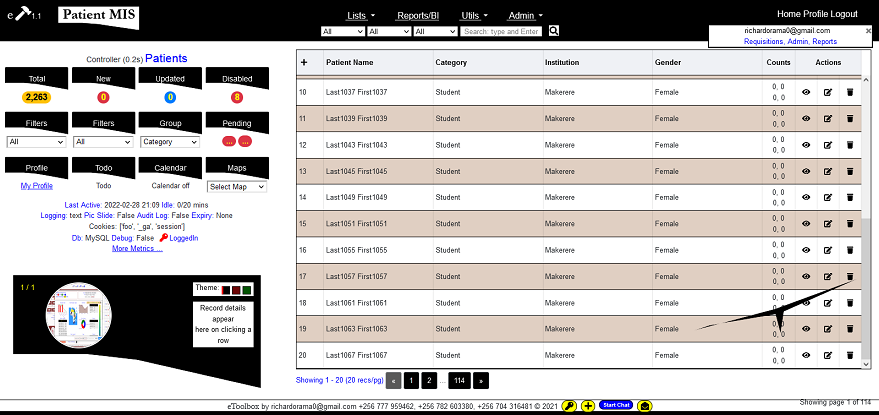 e 1.1 Patient MIS
Lists Reports/BI Utils Admin
Home Profile Logout
All All All Search: type and Enter
richardorama0@gmail.com ×
Requisitions, Admin, Reports
Controller (0.2s) Patients
Total New Updated Disabled
2,263 0 0 8
Filters Filters Group Pending
All All Category ... ...
Profile Todo Calendar Maps
My Profile Todo Calendar off Select Map
Last Active: 2022-02-28 21:09 Idle: 0/20 mins
Logging: text Pic Slide: False Audit Log: False Expiry: None
Cookies: ['foo', '_ga', 'session']
Db: MySQL Debug: False LoggedIn
More Metrics ...
1 / 1
Theme:
Record details
appear
here on clicking a
row
+ Patient Name Category Institution Gender Counts Actions
10 Last1037 First1037 Student Makerere Female 0, 0
0, 0
11 Last1039 First1039 Student Makerere Female 0, 0
0, 0
12 Last1043 First1043 Student Makerere Female 0, 0
0, 0
13 Last1045 First1045 Student Makerere Female 0, 0
0, 0
14 Last1049 First1049 Student Makerere Female 0, 0
0, 0
15 Last1051 First1051 Student Makerere Female 0, 0
0, 0
16 Last1055 First1055 Student Makerere Female 0, 0
0, 0
17 Last1057 First1057 Student Makerere Female 0, 0
0, 0
18 Last1061 First1061 Student Makerere Female 0, 0
0, 0
19 Last1063 First1063 Student Makerere Female 0, 0
0, 0
20 Last1067 First1067 Student Makerere Female 0, 0
0, 0
Showing 1 - 20 (20 recs/pg) « 1 2 ... 114 »
eToolbox by richardorama0@gmail.com +256 777 959462, +256 782 603380, +256 704 316481 © 2021 Start Chat
Showing page 1 of 114